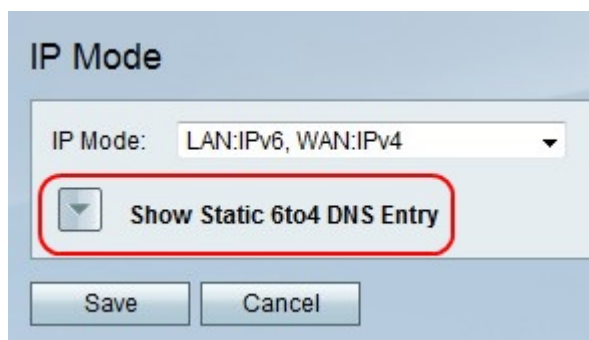 IP Mode
IP Mode: LAN:IPv6, WAN:IPv4
Show Static 6to4 DNS Entry
Save Cancel